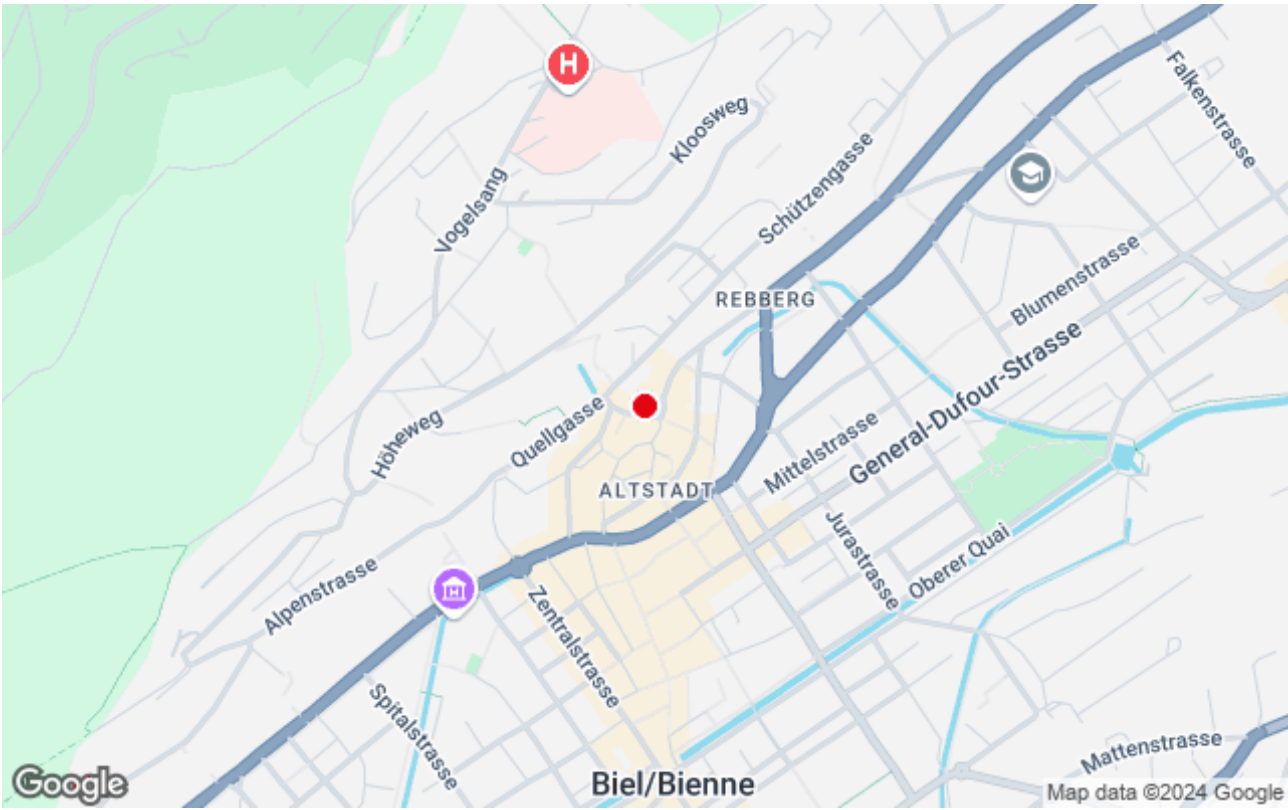 H
Falkenstrasse
Kloosweg
Schützengasse
Vogelsang
Blumenstrasse
REBBERG
General-Dufour-Strasse
Höheweg
Quellgasse
Mittelstrasse
ALTSTADT
Jurastrasse
Oberer Quai
Alpenstrasse
Zentralstrasse
Spitalstrasse
Mattenstrasse
Biel/Bienne
Google
Map data ©2024 Google